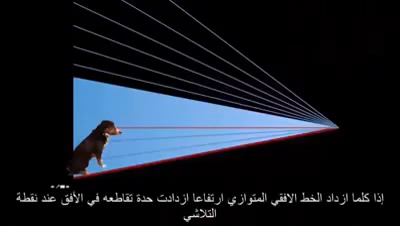 إذا كلما ازداد الخط الافقي المتوازي ارتفاعا ازدادت حدة تقاطعه في الأفق عند نقطة
التلاشي